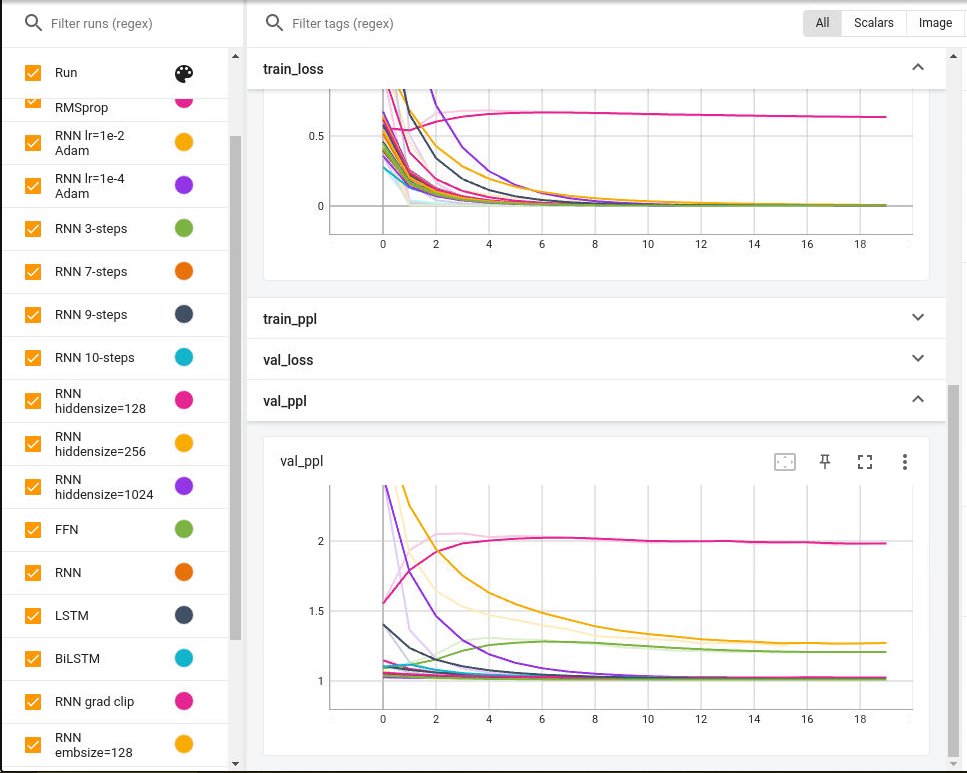 Filter runs (regex)
Run
RMSprop
RNN lr=1e-2
Adam
RNN lr=1e-4
Adam
RNN 3-steps
RNN 7-steps
RNN 9-steps
RNN 10-steps
RNN
hiddensize=128
RNN
hiddensize=256
RNN
hiddensize=1024
FFN
RNN
LSTM
BiLSTM
RNN grad clip
RNN
embsize=128
Filter tags (regex)
All Scalars Image
train_loss
0.5
0
0 2 4 6 8 10 12 14 16 18
train_ppl
val_loss
val_ppl
val_ppl
2
1.5
1
0 2 4 6 8 10 12 14 16 18